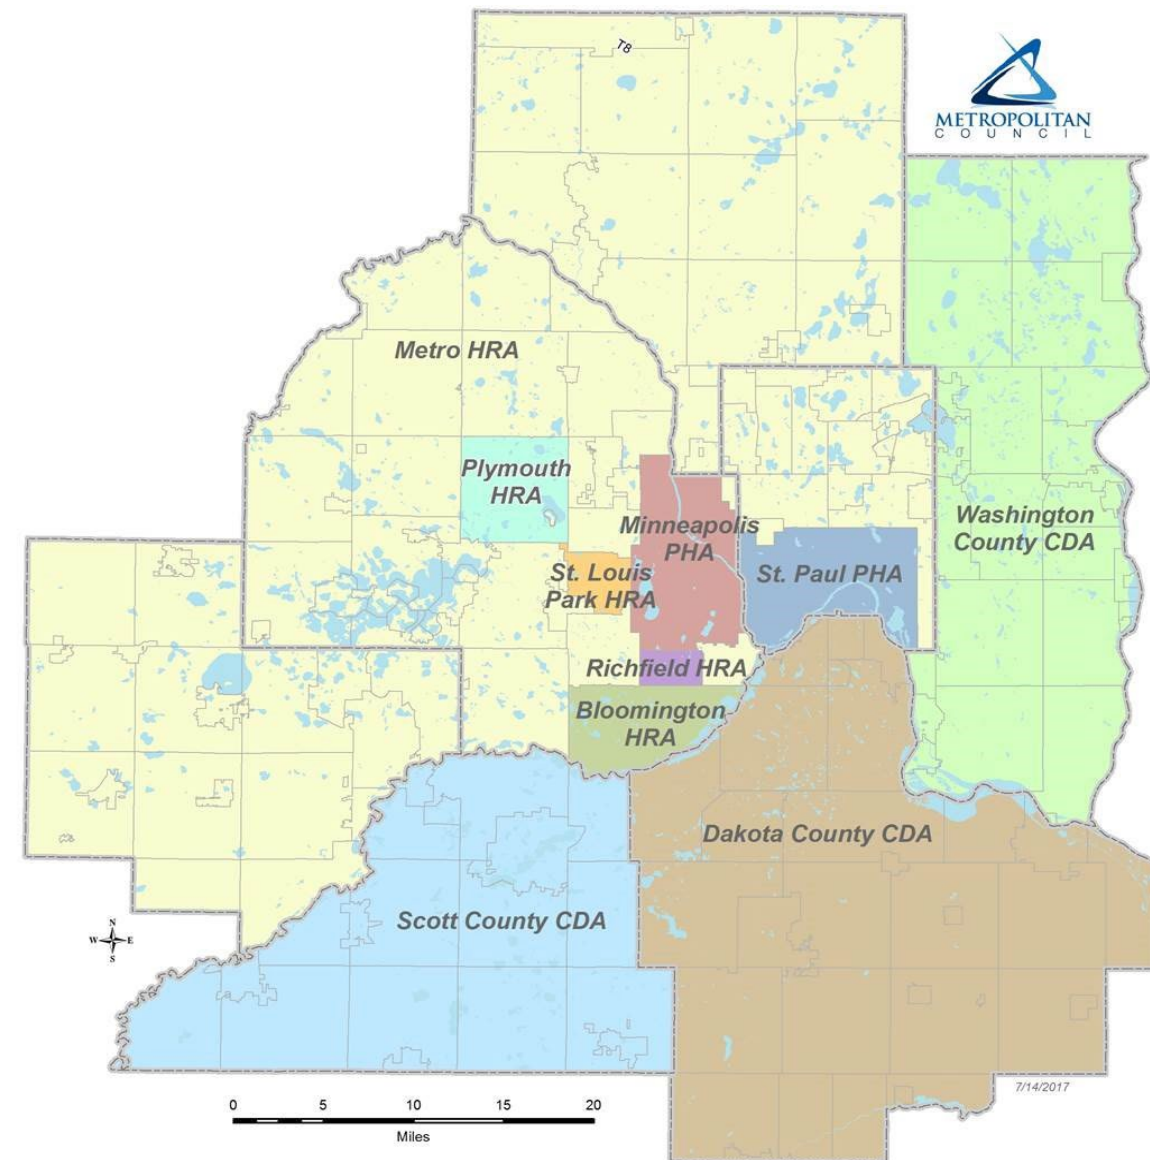 T8
METROPOLITAN
COUNCIL
Metro HRA
Plymouth
HRA
Minneapolis
PHA
Washington
County CDA
St. Louis
Park HRA
St. Paul PHA
Richfield HRA
Bloomington
HRA
Dakota County CDA
Scott County CDA
N
W E
S
7/14/2017
0 5 10 15 20
Miles